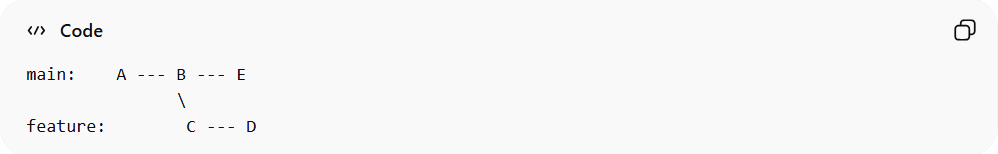 </> Code
main:    A --- B --- E
                \
feature:         C --- D